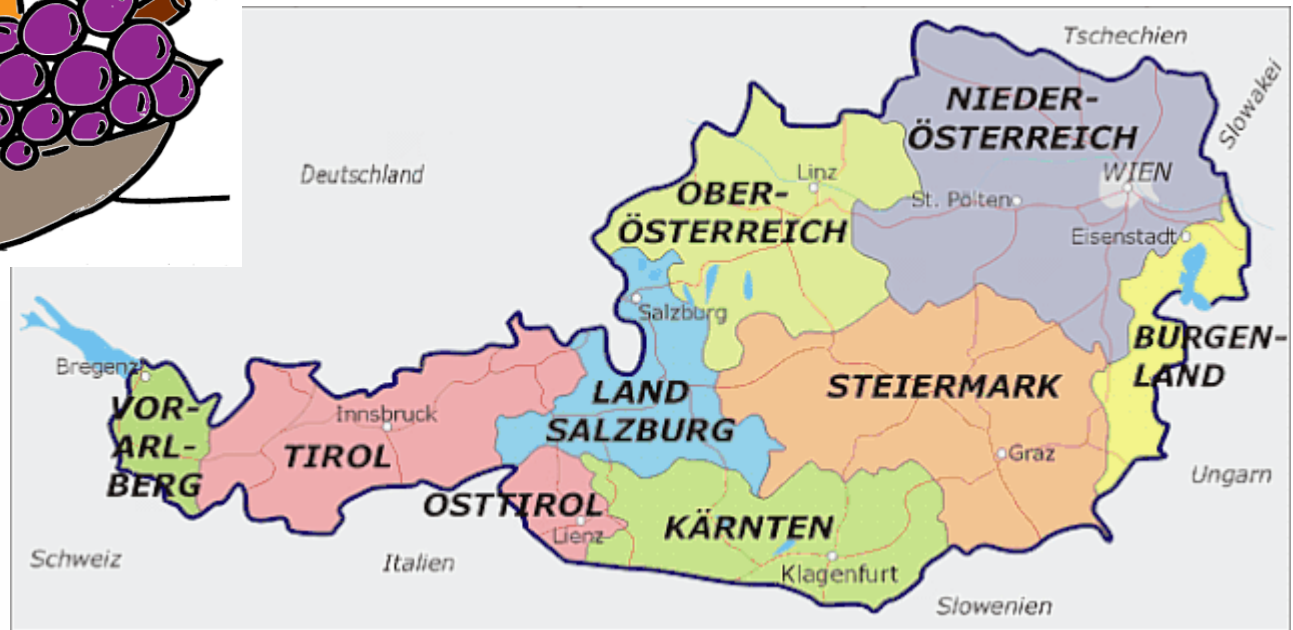 Tschechien
Slowakei
NIEDER-
ÖSTERREICH
WIEN
Deutschland
Linz
OBER-
ÖSTERREICH
St. Pölten
Eisenstadt
Salzburg
BURGEN-
LAND
Bregenz
VOR-
ARL-
BERG
Innsbruck
TIROL
LAND
SALZBURG
STEIERMARK
Graz
Ungarn
OSTTIROL
Lienz
KÄRNTEN
Klagenfurt
Schweiz
Italien
Slowenien